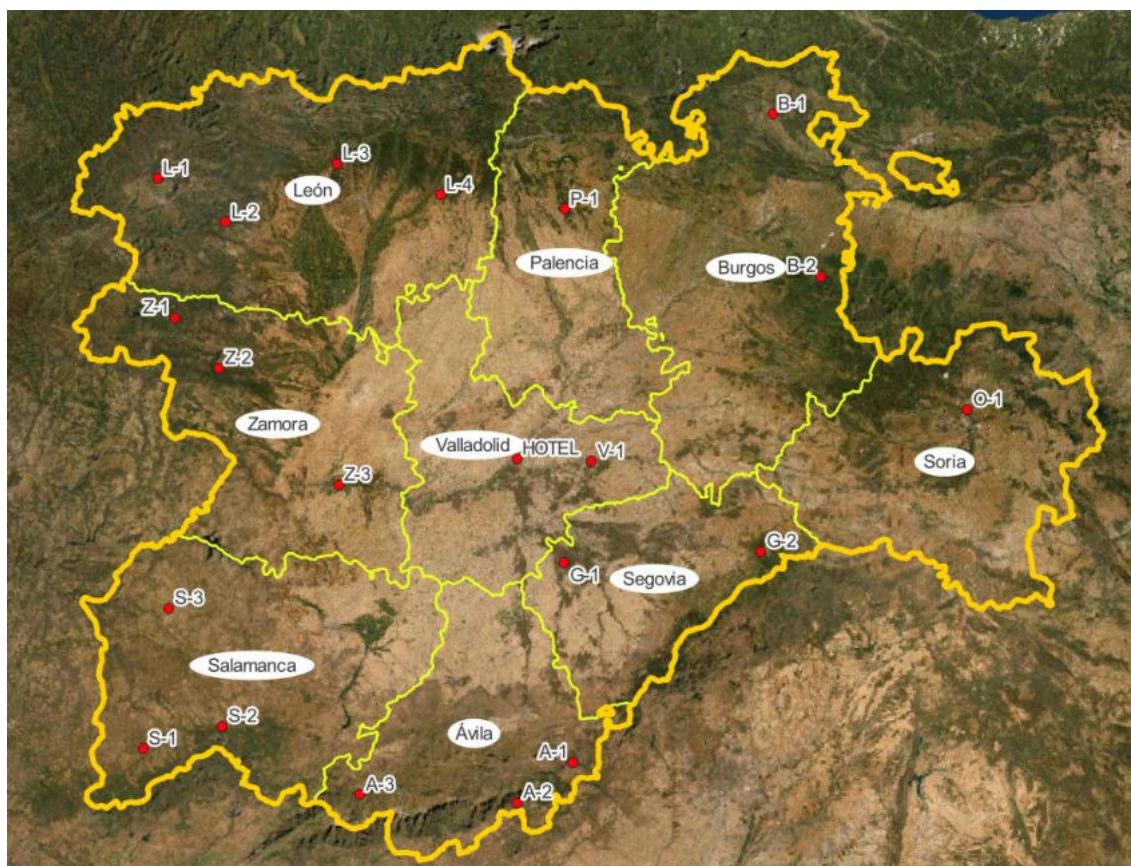 B-1
L-1
L-3
León
L-4
L-2
P-1
Palencia
Burgos
B-2
Z-1
Z-2
Zamora
O-1
Valladolid
HOTEL
V-1
Soria
Z-3
G-2
G-1
Segovia
S-3
Salamanca
S-2
S-1
Ávila
A-1
A-3
A-2